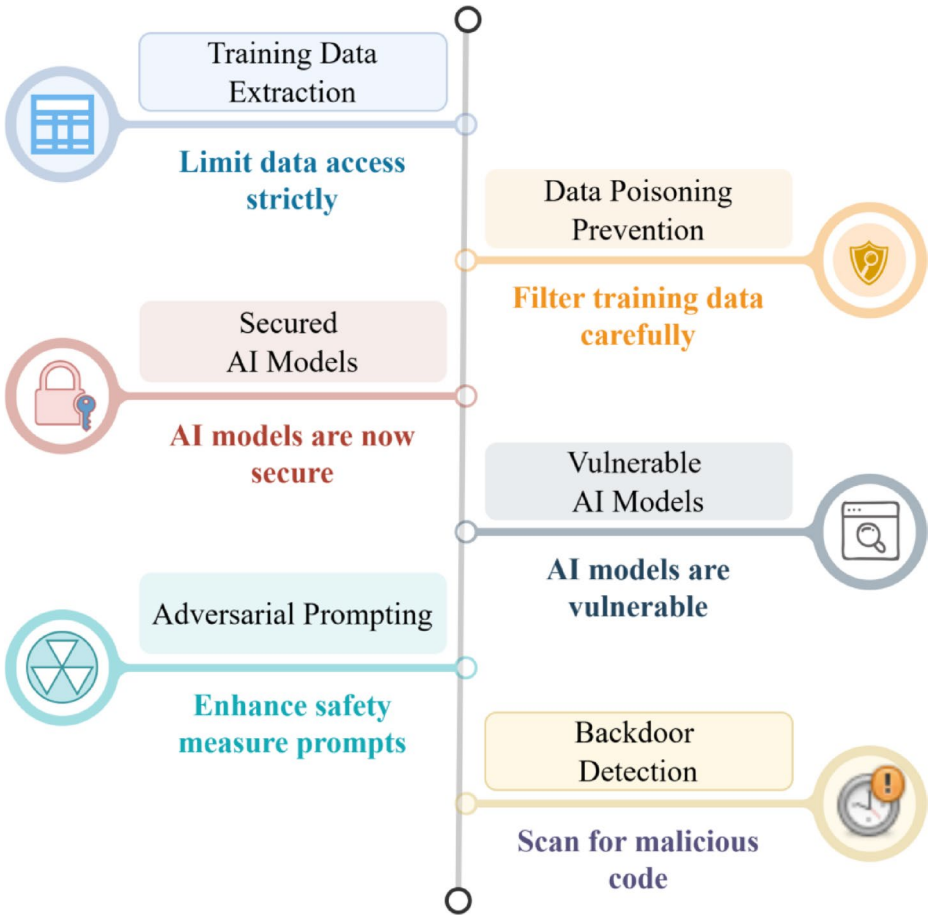 Training Data
Extraction
Limit data access
strictly
Data Poisoning
Prevention
Filter training data
carefully
Secured
AI Models
AI models are now
secure
Vulnerable
AI Models
AI models are
vulnerable
Adversarial Prompting
Enhance safety
measure prompts
Backdoor
Detection
Scan for malicious
code